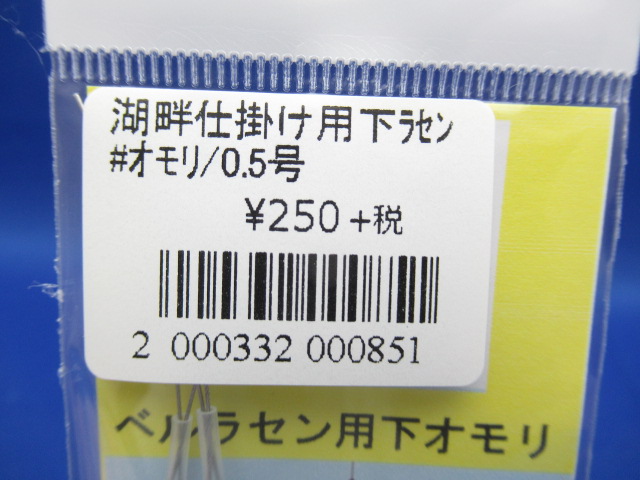 湖畔仕掛け用下ﾗｾﾝ
#オモリ/0.5号
¥250+税
2 000332 000851
ベルラセン用下オモリ